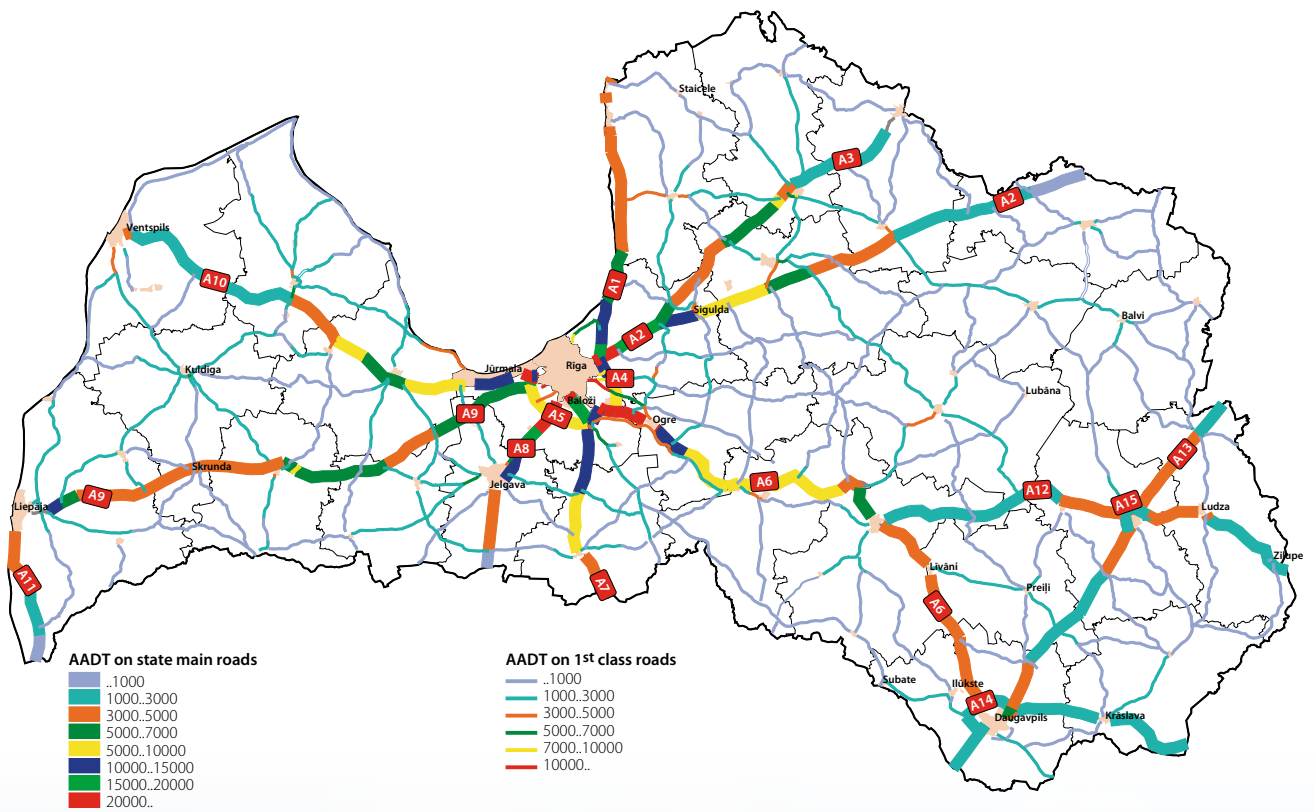 Staicele
A3
A2
Ventspils
A10
A1
Sigulda
A2
Balvi
Jūrmala
Rīga
Kuldīga
A4
Lubāna
Baloži
A9
A5
Ogre
A8
A13
Skrunda
Jelgava
A6
A12
A9
A15
Ludza
Liepāja
Zilupe
A11
A7
Līvāni
Preiļi
A6
AADT on state main roads
..1000
1000..3000
3000..5000
5000..7000
5000..10000
10000..15000
15000..20000
20000..
AADT on 1st class roads
..1000
1000..3000
3000..5000
5000..7000
7000..10000
10000..
Subate
Ilūkste
A14
Daugavpils
Krāslava